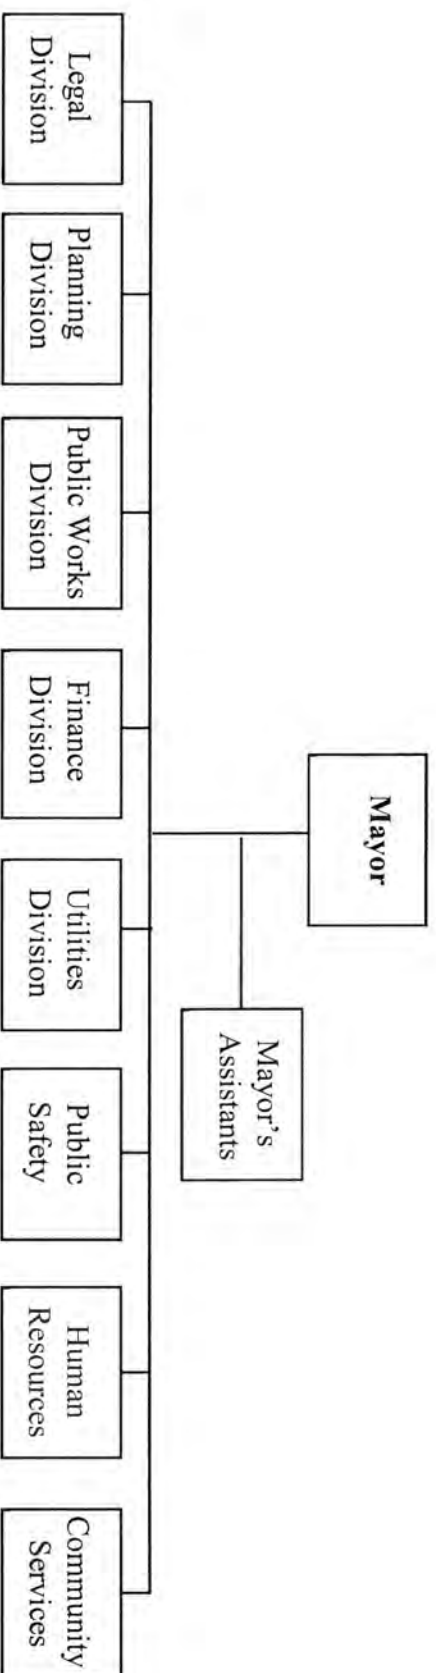 Mayor
Mayor's
Assistants
Legal
Division
Planning
Division
Public Works
Division
Finance
Division
Utilities
Division
Public
Safety
Human
Resources
Community
Services